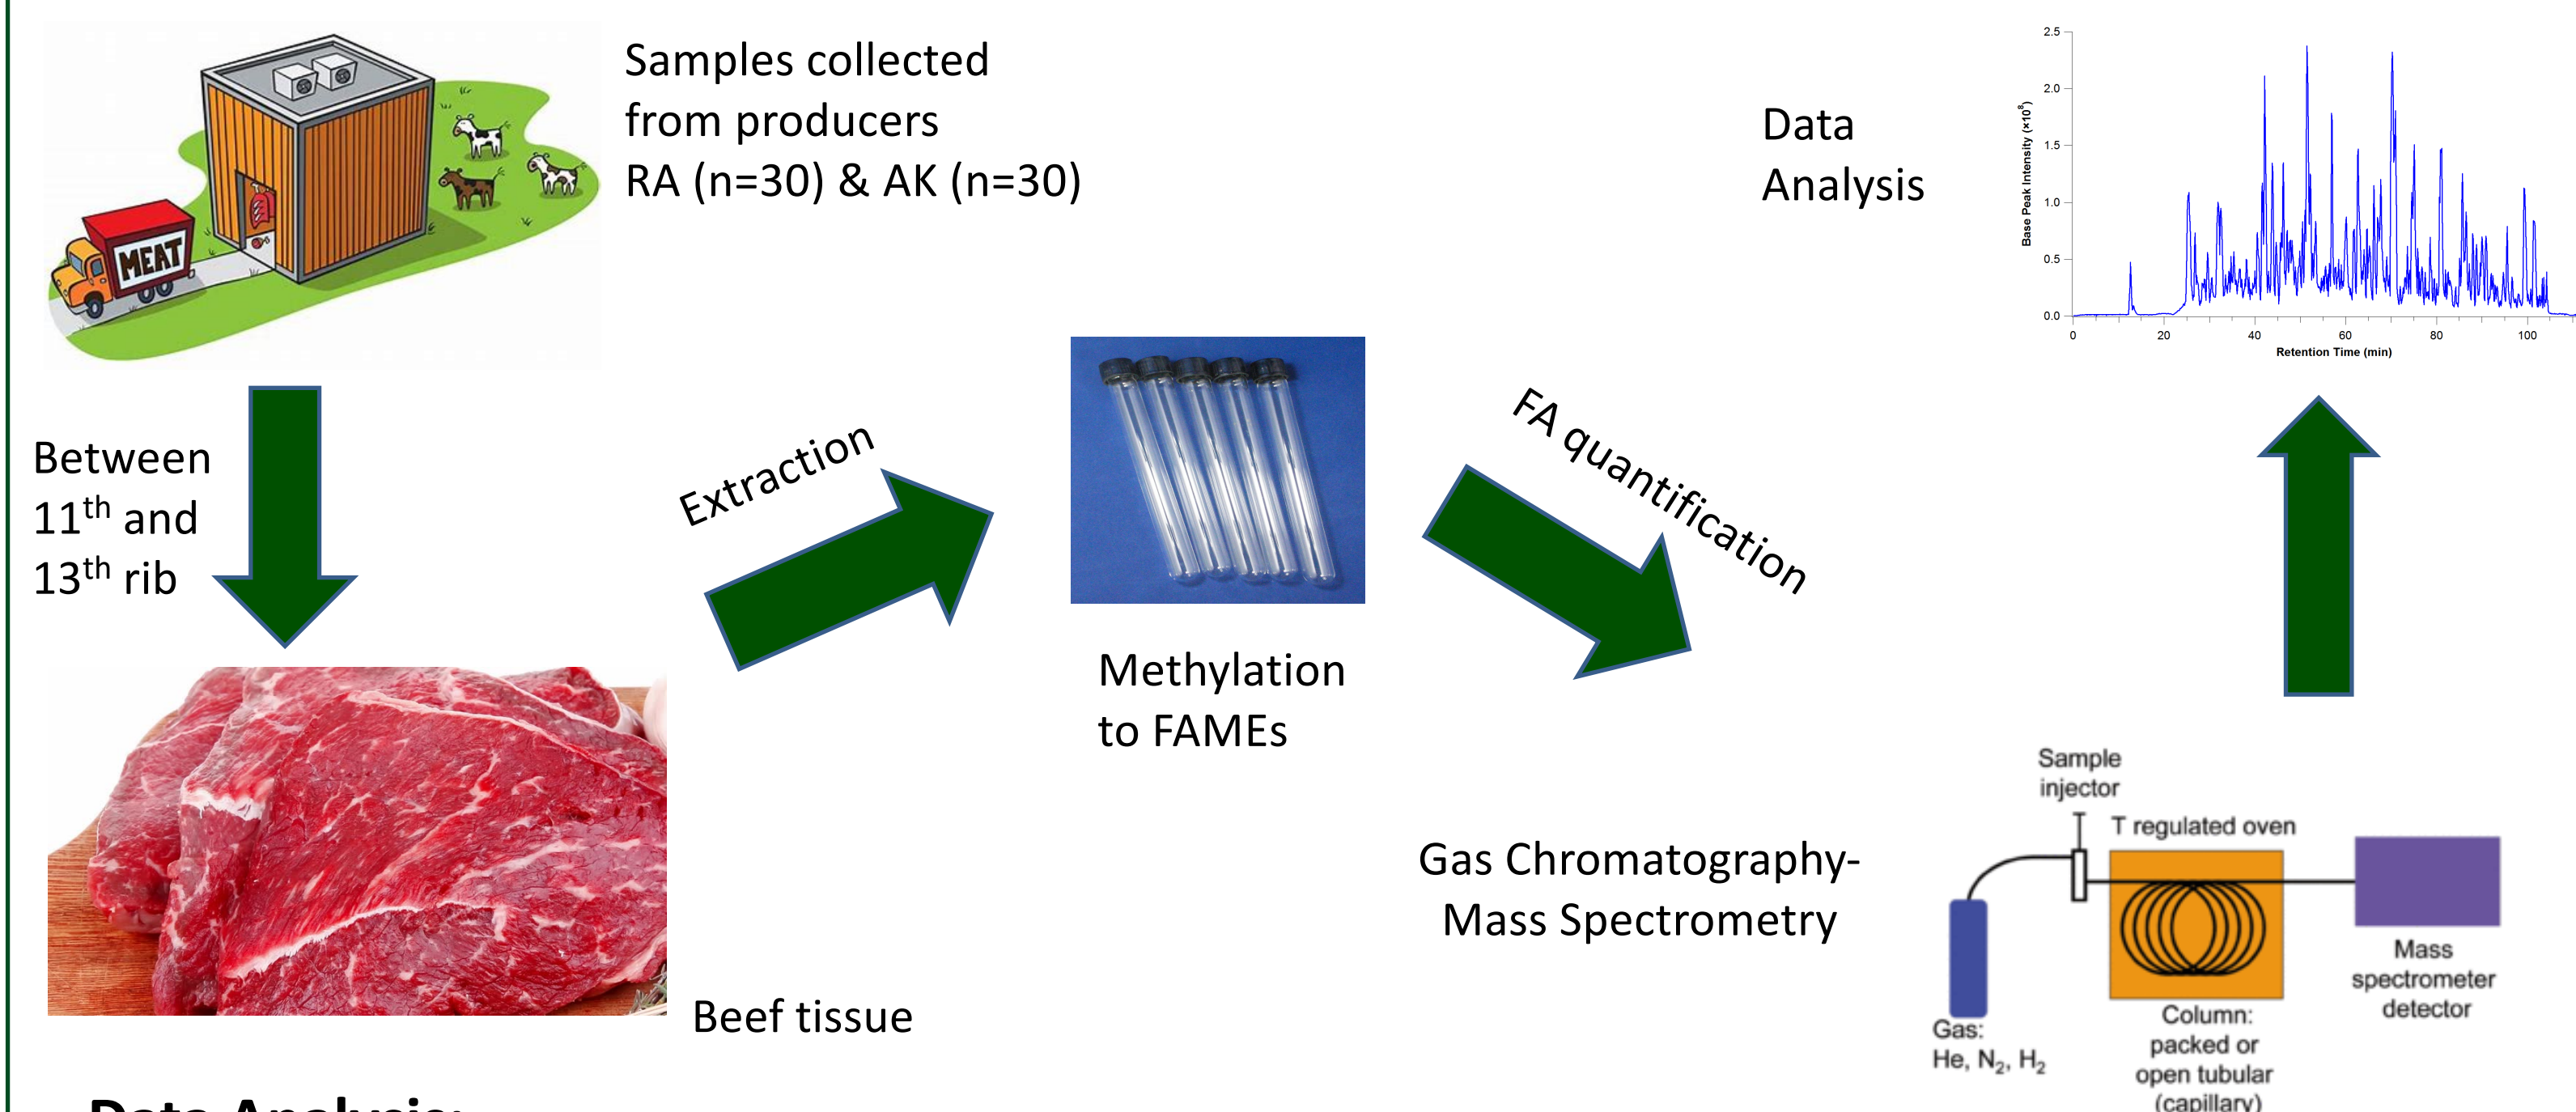 Samples collected
from producers
RA (n=30) & AK (n=30)
MEAT
Between
11th and
13th rib
Beef tissue
Extraction
Methylation
to FAMEs
FA quantification
Gas Chromatography-
Mass Spectrometry
Sample
injector
T regulated oven
Gas:
He, N₂, H₂
Column:
packed or
open tubular
(capillary)
Mass
spectrometer
detector
Data
Analysis
Base Peak Intensity (×10⁸)
2.5
2.0
1.5
1.0
0.5
0.0
0 20 40 60 80 100
Retention Time (min)
Data Analysis: